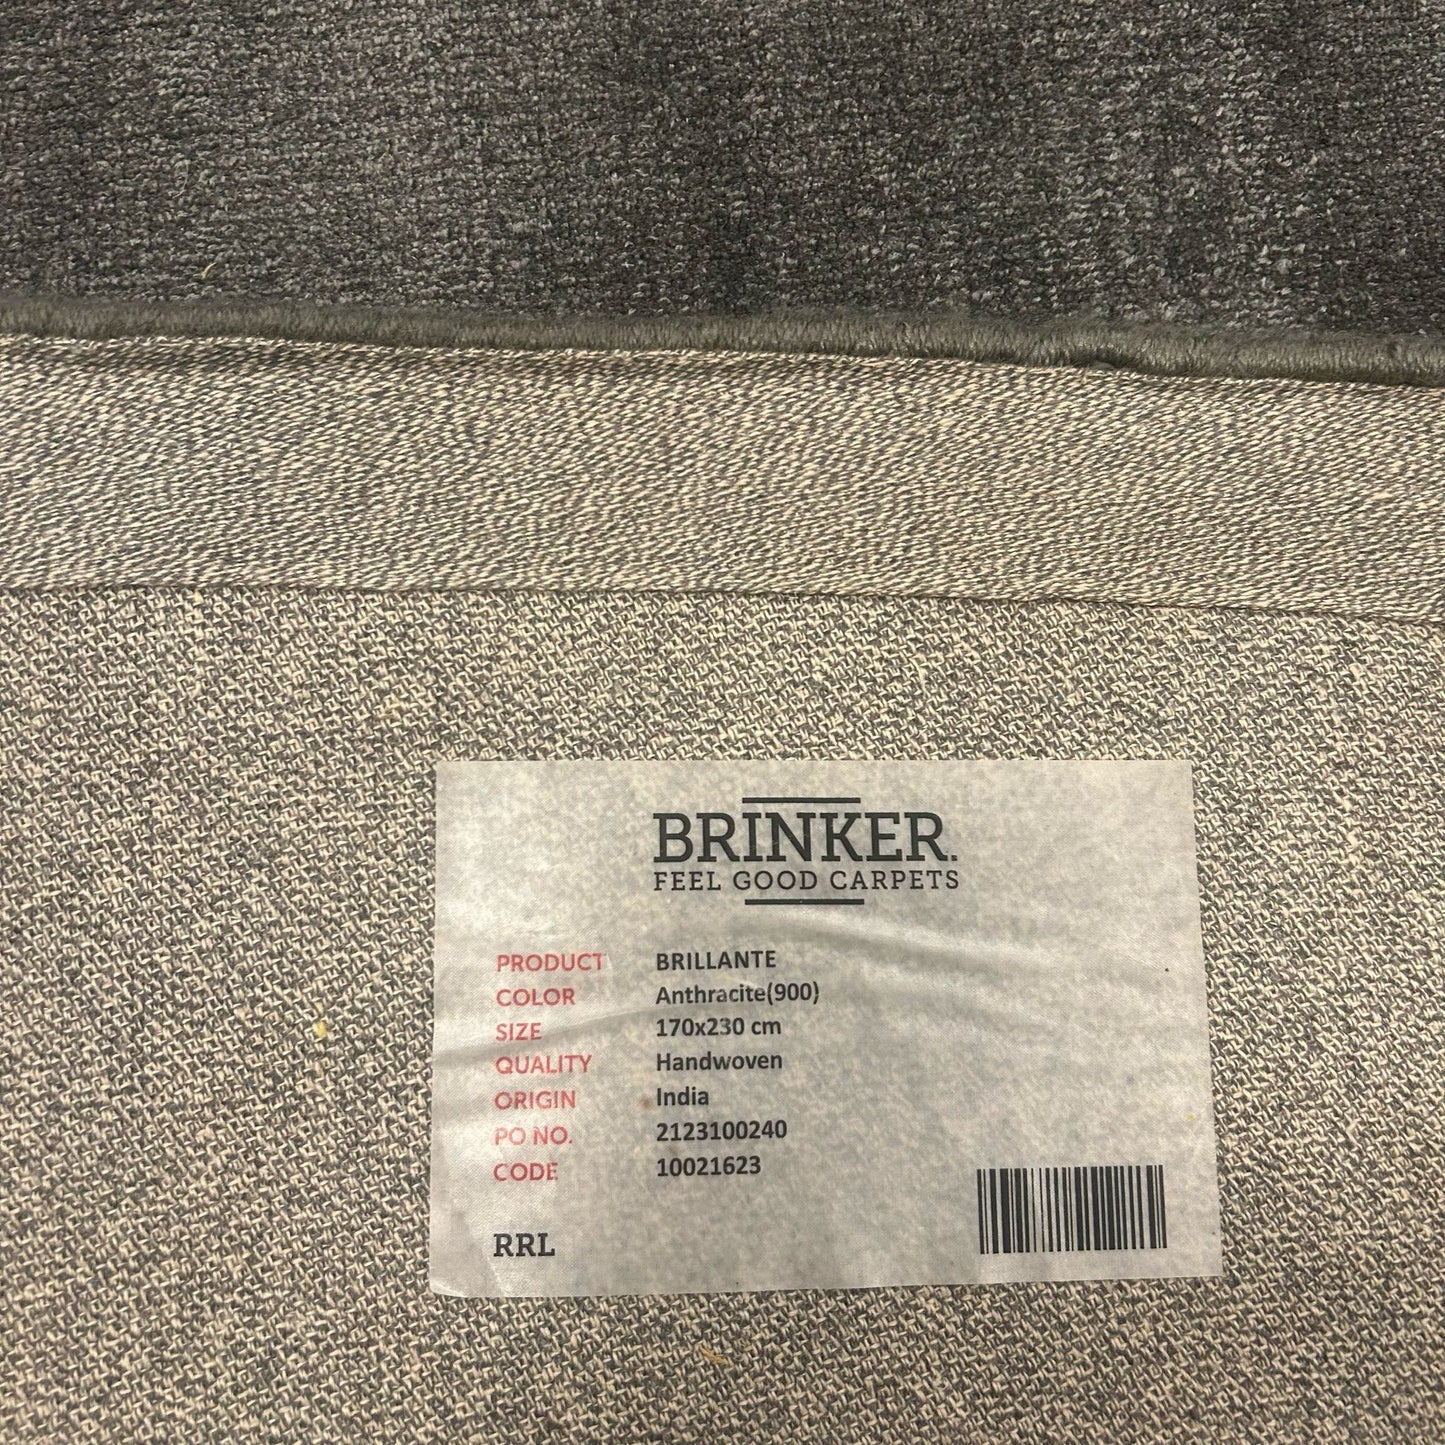 BRINKER.
FEEL GOOD CARPETS
PRODUCT BRILLANTE
COLOR Anthracite(900)
SIZE 170x230 cm
QUALITY Handwoven
ORIGIN India
PO NO. 2123100240
CODE 10021623
RRL